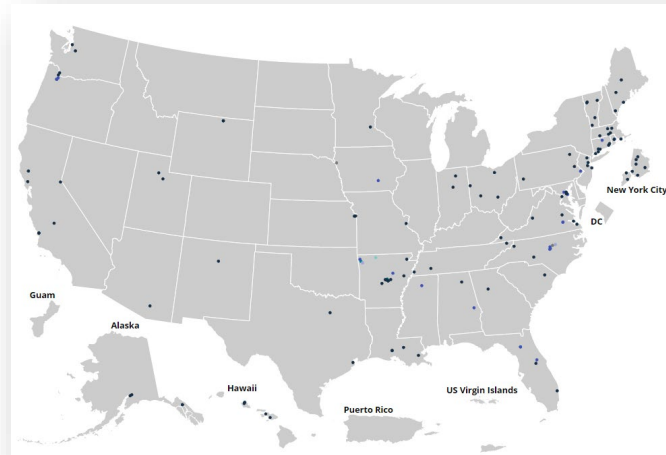 New York City
DC
Guam
Alaska
Hawaii
US Virgin Islands
Puerto Rico